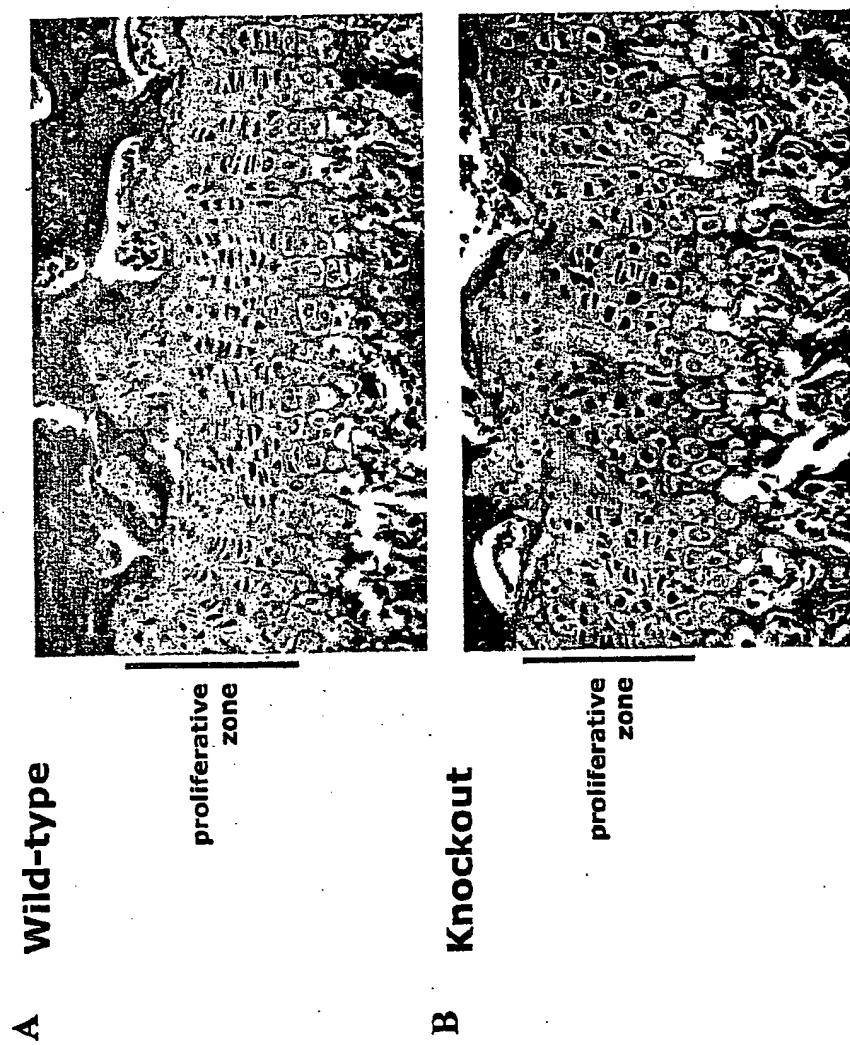 A Wild-type
proliferative
zone
B Knockout
proliferative
zone